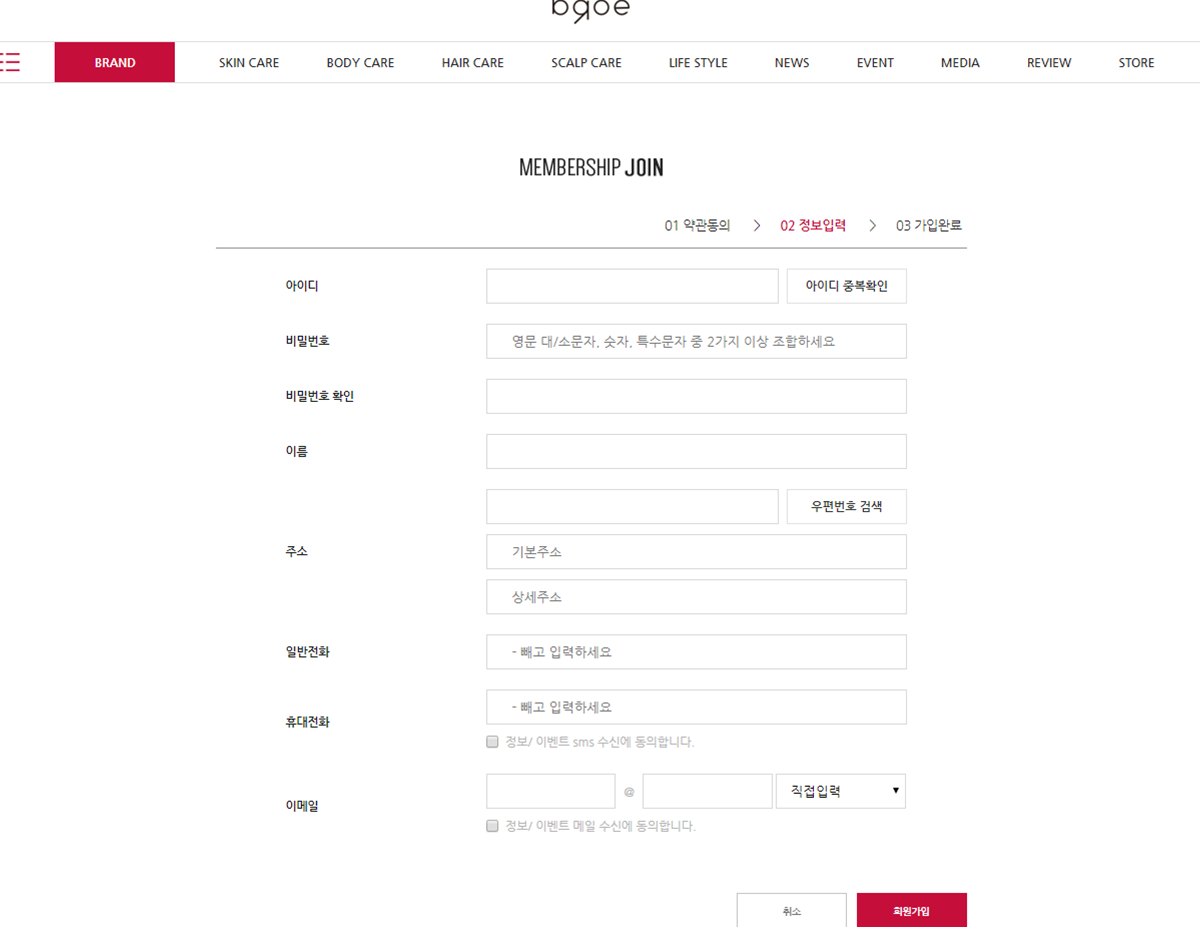 BRAND SKIN CARE BODY CARE HAIR CARE SCALP CARE LIFE STYLE NEWS EVENT MEDIA REVIEW STORE
MEMBERSHIP JOIN
01 약관동의 > 02 정보입력 > 03 가입완료
아이디 아이디 중복확인
비밀번호 영문 대/소문자, 숫자, 특수문자 중 2가지 이상 조합하세요
비밀번호 확인
이름
우편번호 검색
주소 기본주소
상세주소
일반전화 - 빼고 입력하세요
휴대전화 - 빼고 입력하세요
정보/ 이벤트 sms 수신에 동의합니다.
이메일 @ 직접입력
정보/ 이벤트 메일 수신에 동의합니다.
취소 회원가입